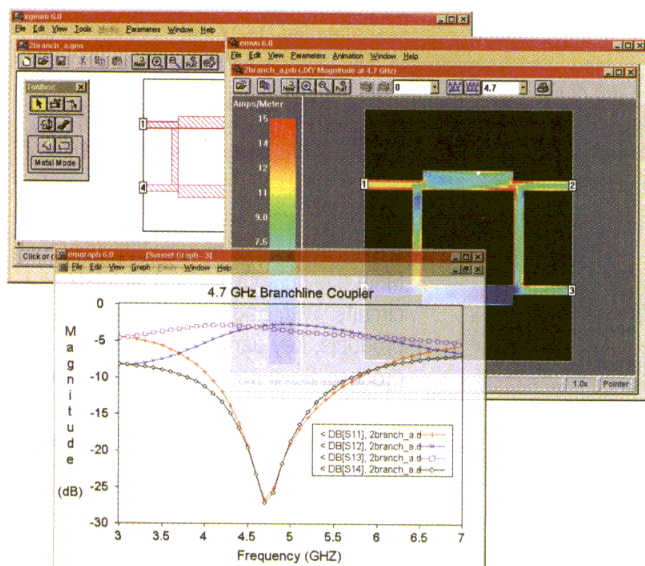 xgeom 6.0
File Edit View Tools Modify Parameters Window Help
2branch_a.geo
Toolbox
Metal Mode
1
4
Click or
emvu 6.0
File Edit View Parameters Animation Window Help
2branch_a.prb (JXY Magnitude at 4.7 GHz)
0
4.7
Amps/Meter
15
14
12
11
9.0
7.5
1
2
3
1.0x Pointer
emgraph 6.0 [Sonnet Graph - 3]
File Edit View Graph Window Help
4.7 GHz Branchline Coupler
Magnitude
(dB)
0
-5
-10
-15
-20
-25
-30
3 3.5 4 4.5 5 5.5 6 6.5 7
Frequency (GHZ)
< DB[S11], 2branch_a.d
< DB[S12], 2branch_a.d
< DB[S13], 2branch_a.d
< DB[S14], 2branch_a.d